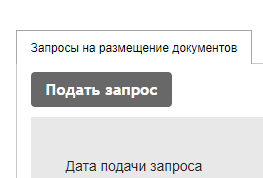 Запросы на размещение документов
Подать запрос
Дата подачи запроса